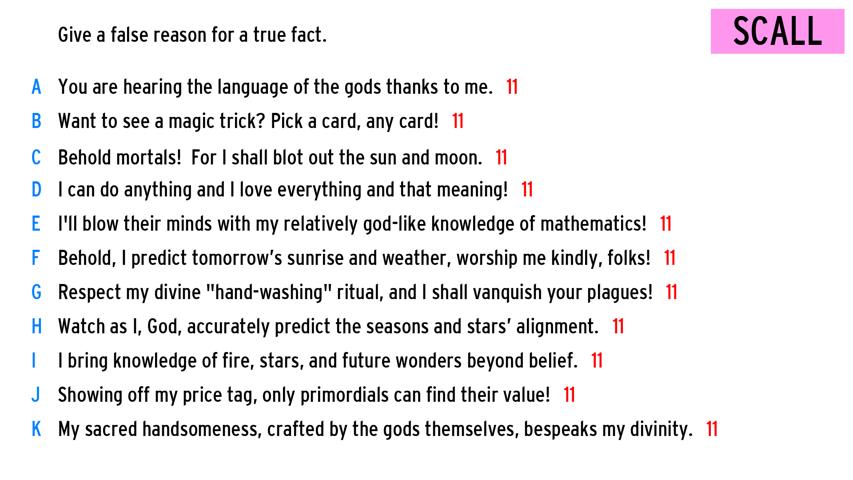 Give a false reason for a true fact.
SCALL
A You are hearing the language of the gods thanks to me. 11
B Want to see a magic trick? Pick a card, any card! 11
C Behold mortals! For I shall blot out the sun and moon. 11
D I can do anything and I love everything and that meaning! 11
E I'll blow their minds with my relatively god-like knowledge of mathematics! 11
F Behold, I predict tomorrow’s sunrise and weather, worship me kindly, folks! 11
G Respect my divine "hand-washing" ritual, and I shall vanquish your plagues! 11
H Watch as I, God, accurately predict the seasons and stars’ alignment. 11
I I bring knowledge of fire, stars, and future wonders beyond belief. 11
J Showing off my price tag, only primordials can find their value! 11
K My sacred handsomeness, crafted by the gods themselves, bespeaks my divinity. 11